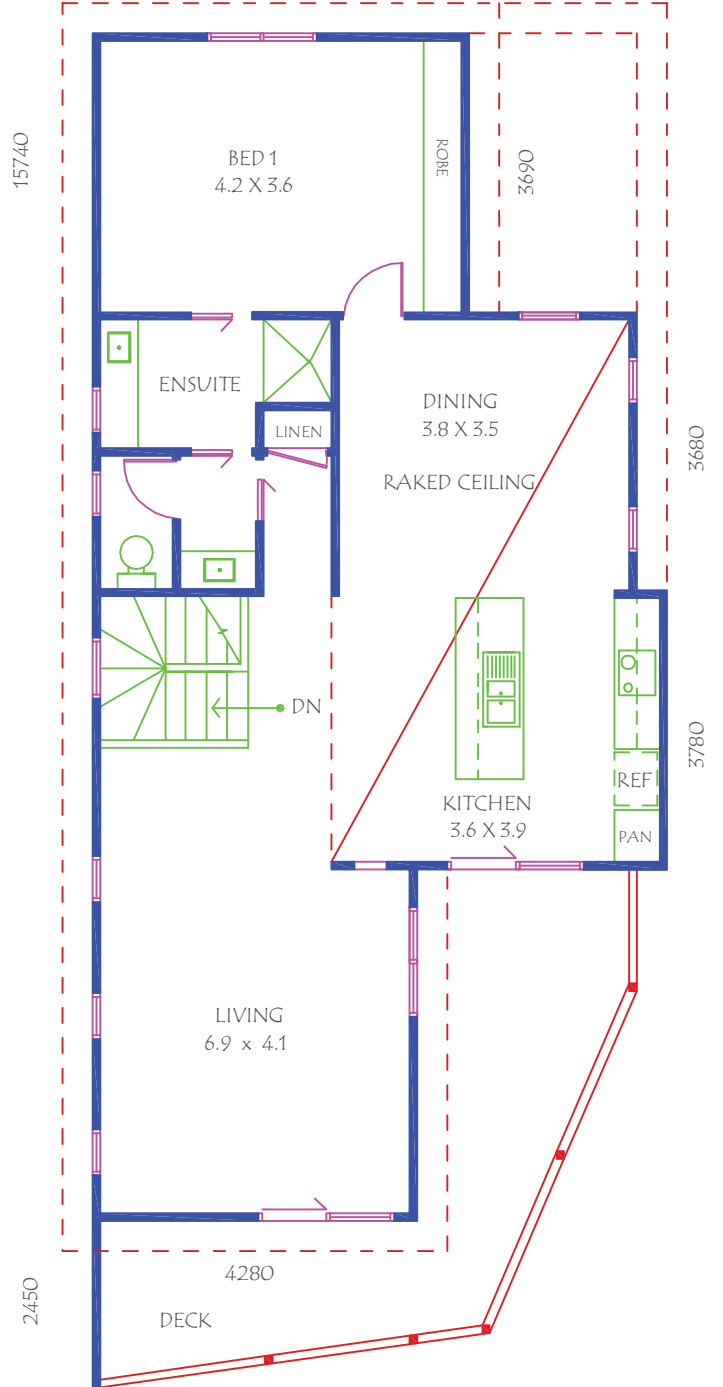 15740
BED 1
4.2 X 3.6
ROBE
3690
ENSUITE
LINEN
DINING
3.8 X 3.5
RAKED CEILING
3680
DN
REF
PAN
KITCHEN
3.6 X 3.9
3780
LIVING
6.9 x 4.1
4280
2450
DECK